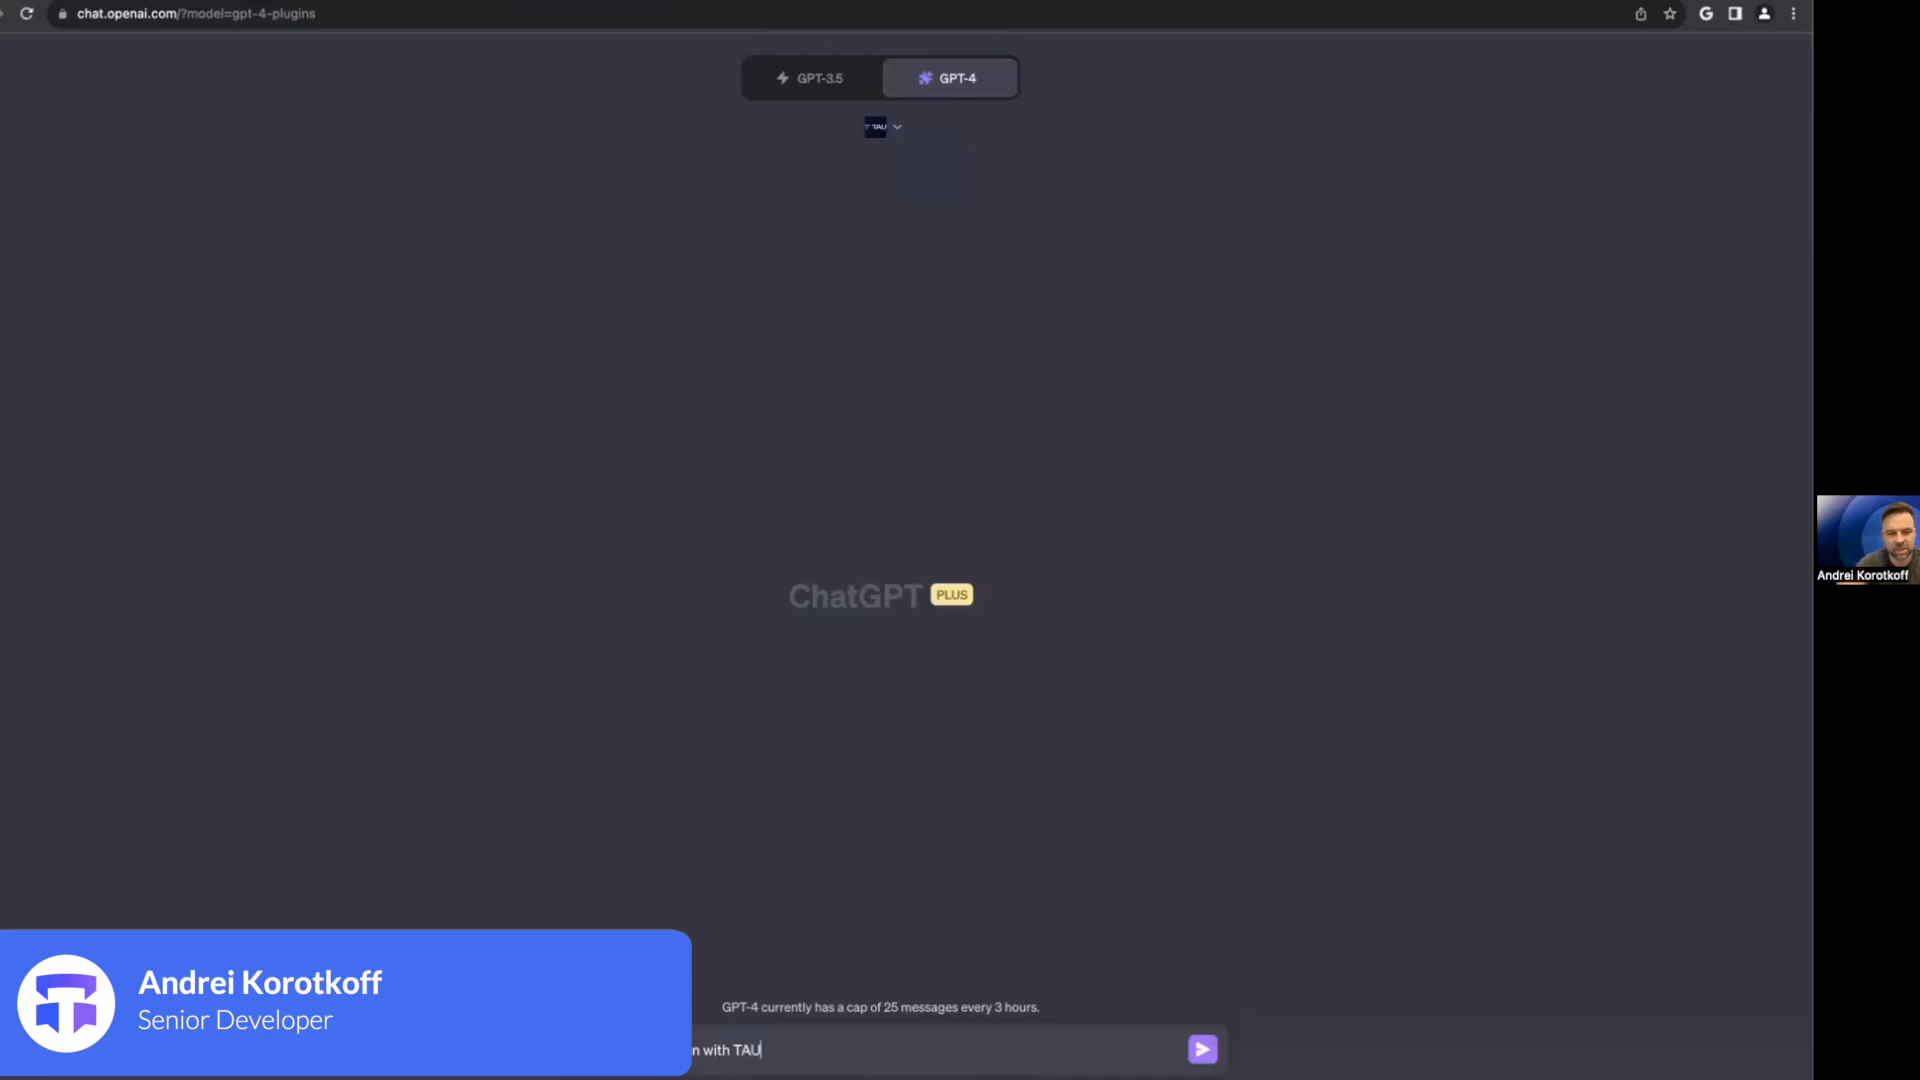 chat.openai.com/?model=gpt-4-plugins
GPT-3.5
GPT-4
TAU
ChatGPT PLUS
Andrei Korotkoff
Andrei Korotkoff
Senior Developer
GPT-4 currently has a cap of 25 messages every 3 hours.
n with TAU